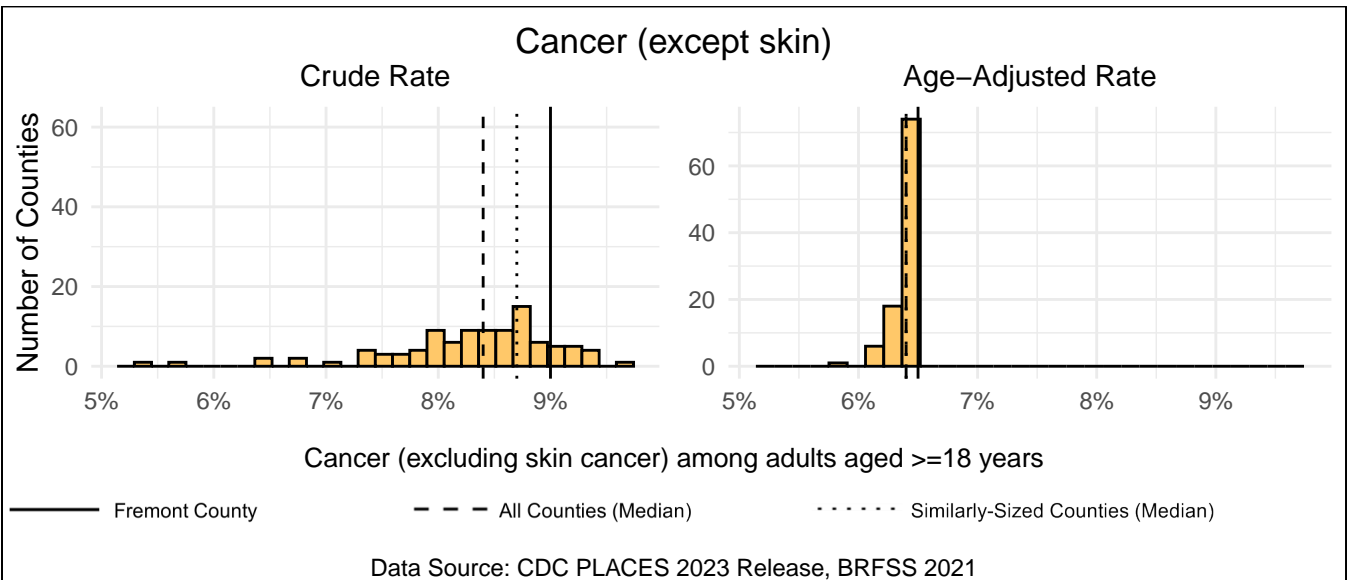 Cancer (except skin)
Crude Rate
Age−Adjusted Rate
Number of Counties
60
40
20
0
5%
6%
7%
8%
9%
60
40
20
0
5%
6%
7%
8%
9%
Cancer (excluding skin cancer) among adults aged >=18 years
Fremont County
All Counties (Median)
Similarly-Sized Counties (Median)
Data Source: CDC PLACES 2023 Release, BRFSS 2021